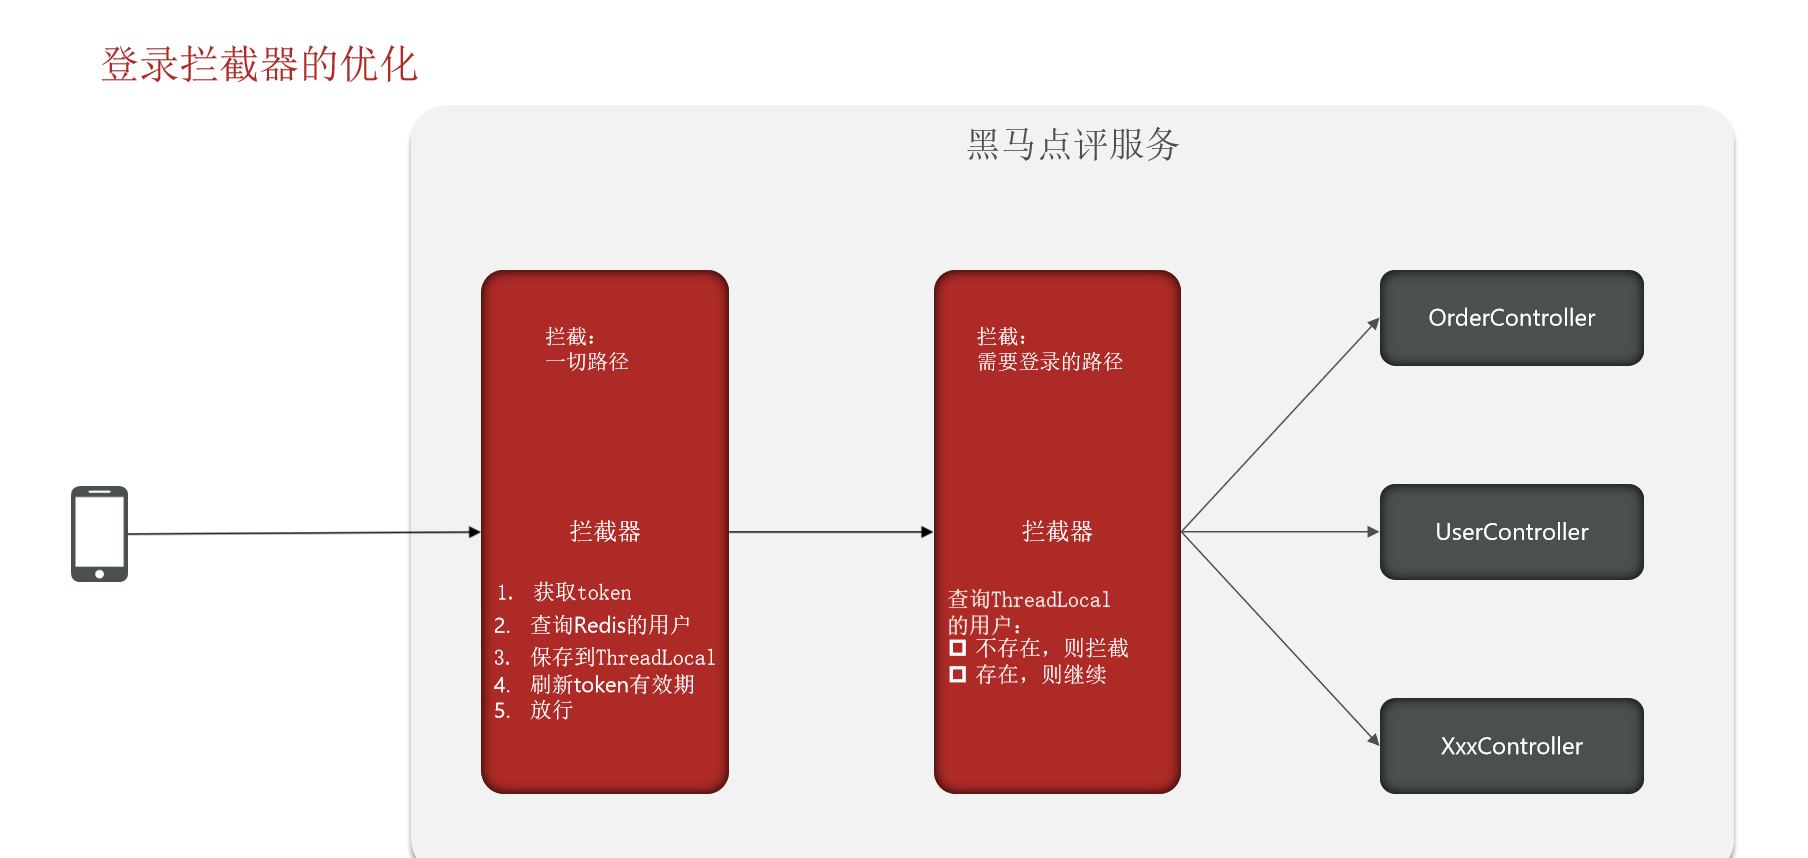 登录拦截器的优化
黑马点评服务
拦截：
一切路径
拦截器
1. 获取token
2. 查询Redis的用户
3. 保存到ThreadLocal
4. 刷新token有效期
5. 放行
拦截：
需要登录的路径
拦截器
查询ThreadLocal
的用户：
不存在，则拦截
存在，则继续
OrderController
UserController
XxxController